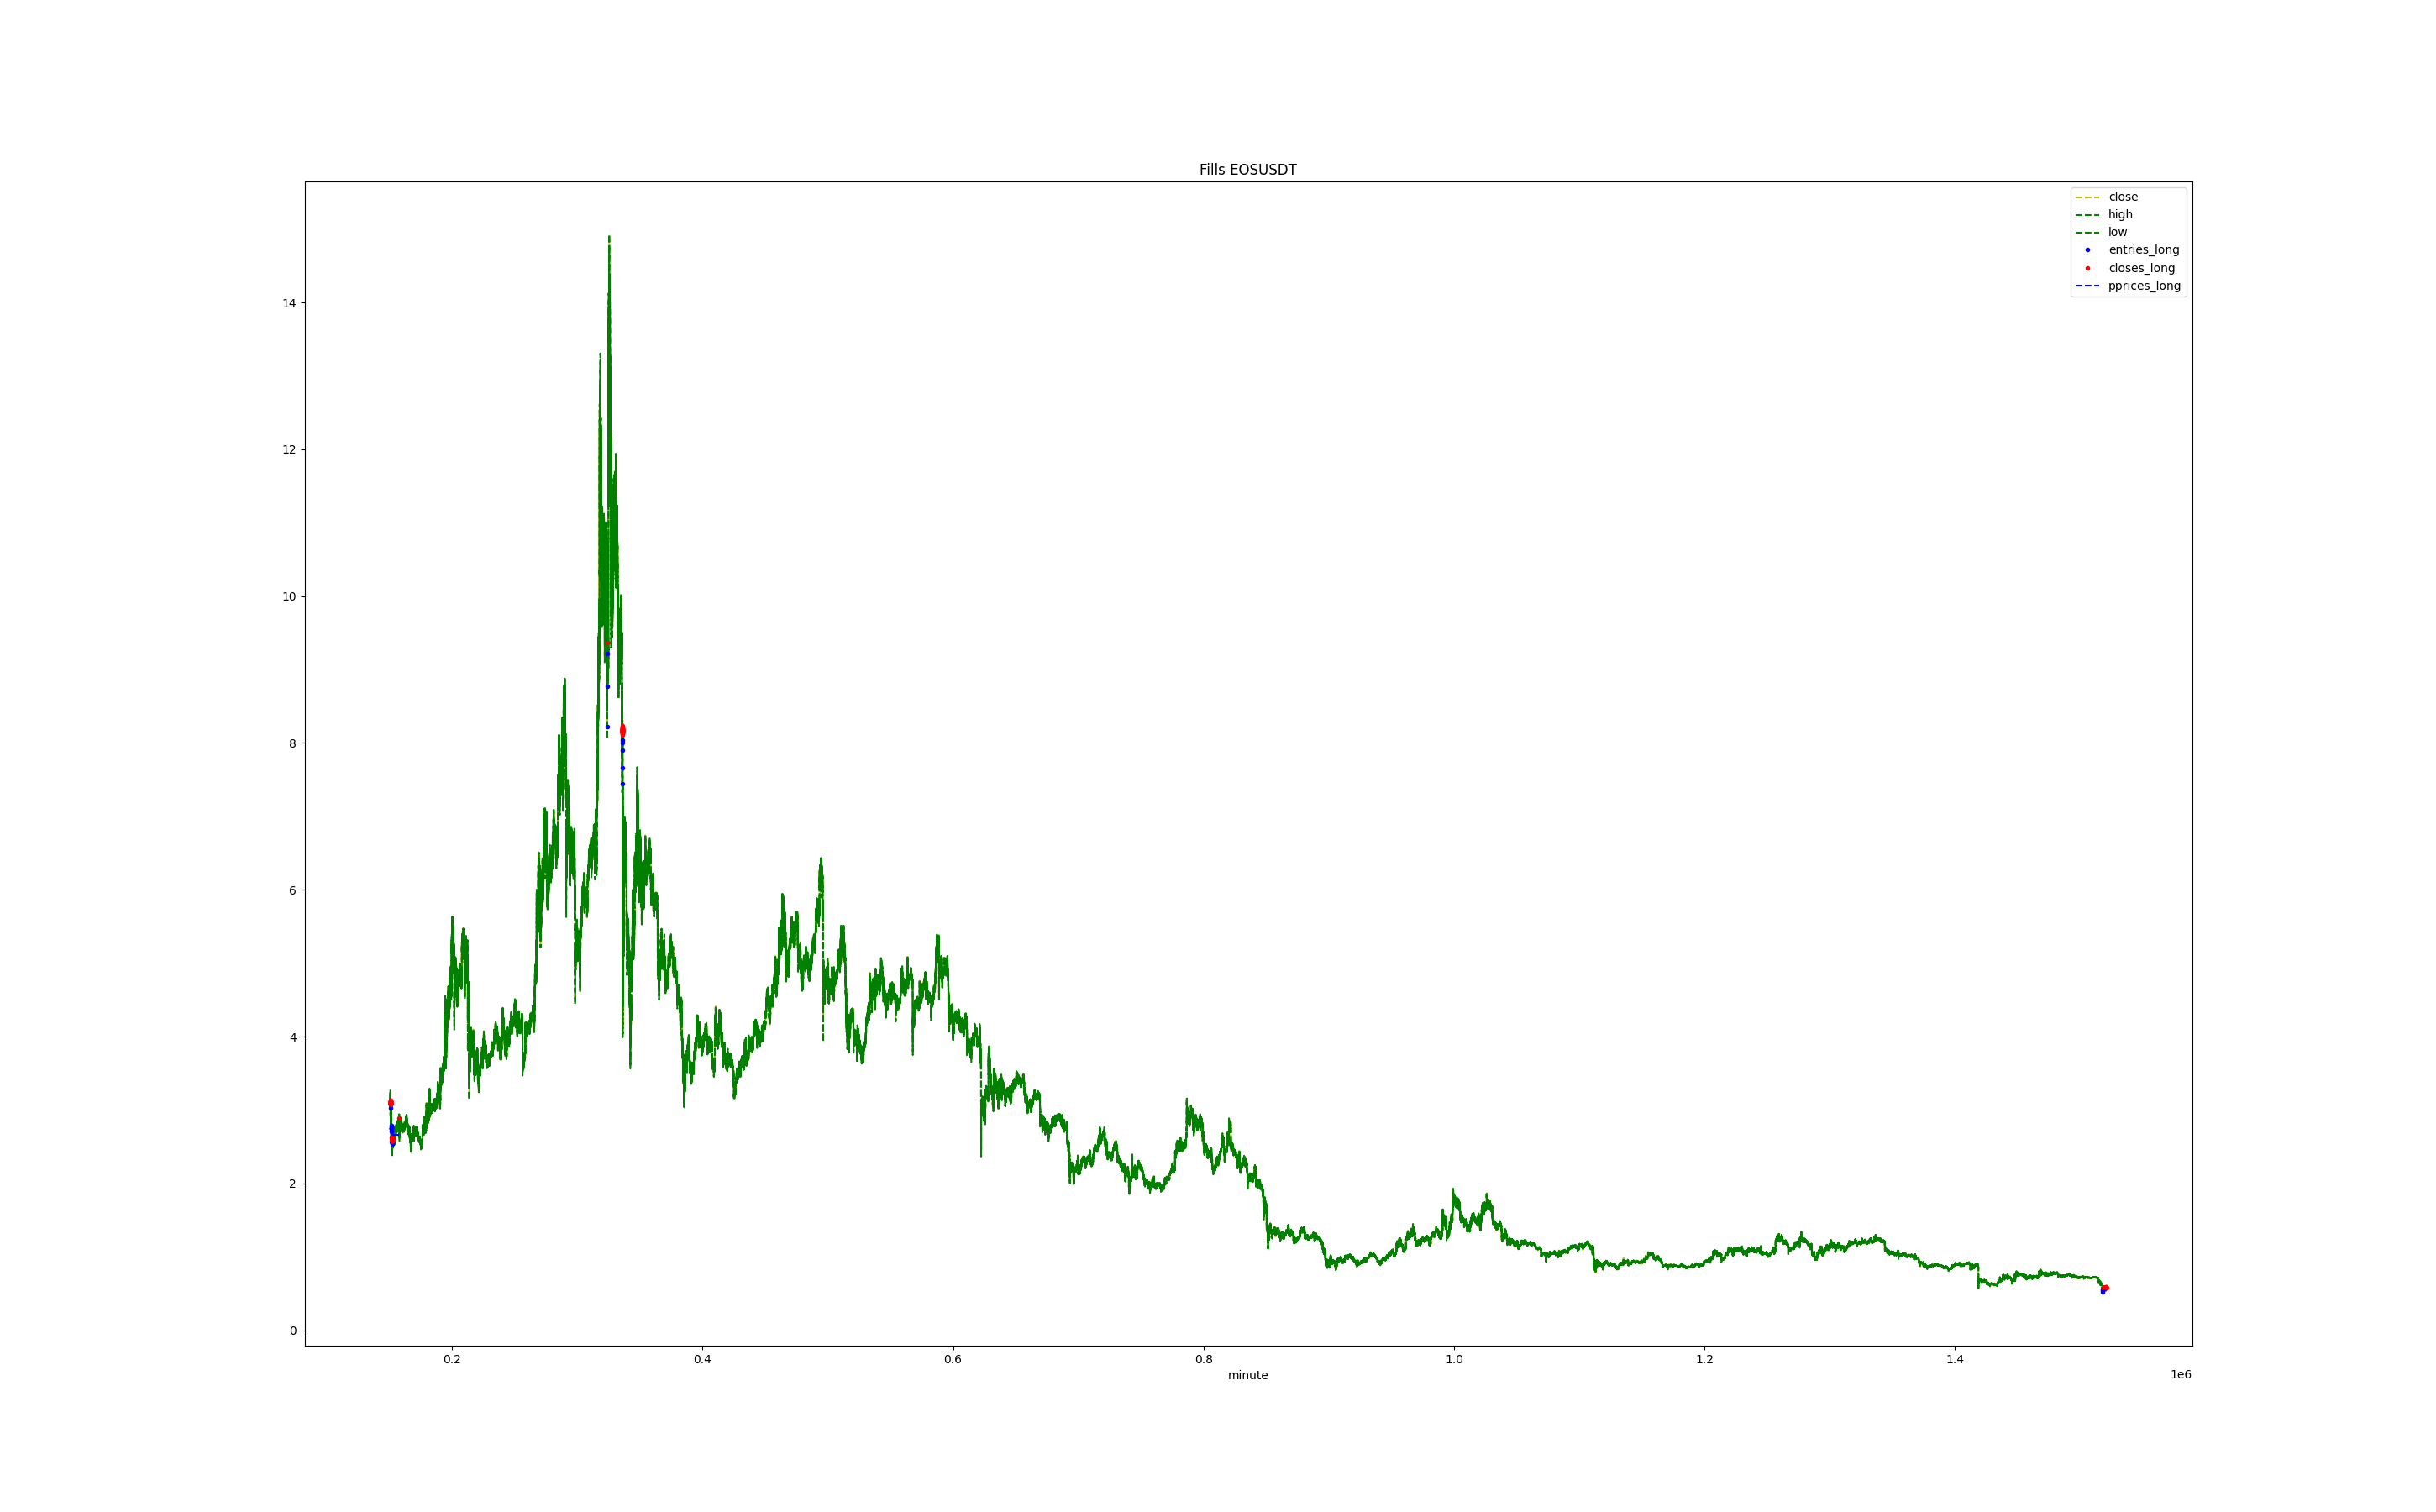 Fills EOSUSDT
close
high
low
entries_long
closes_long
pprices_long
14
12
10
8
6
4
2
0
0.2 0.4 0.6 0.8 1.0 1.2 1.4
minute
1e6